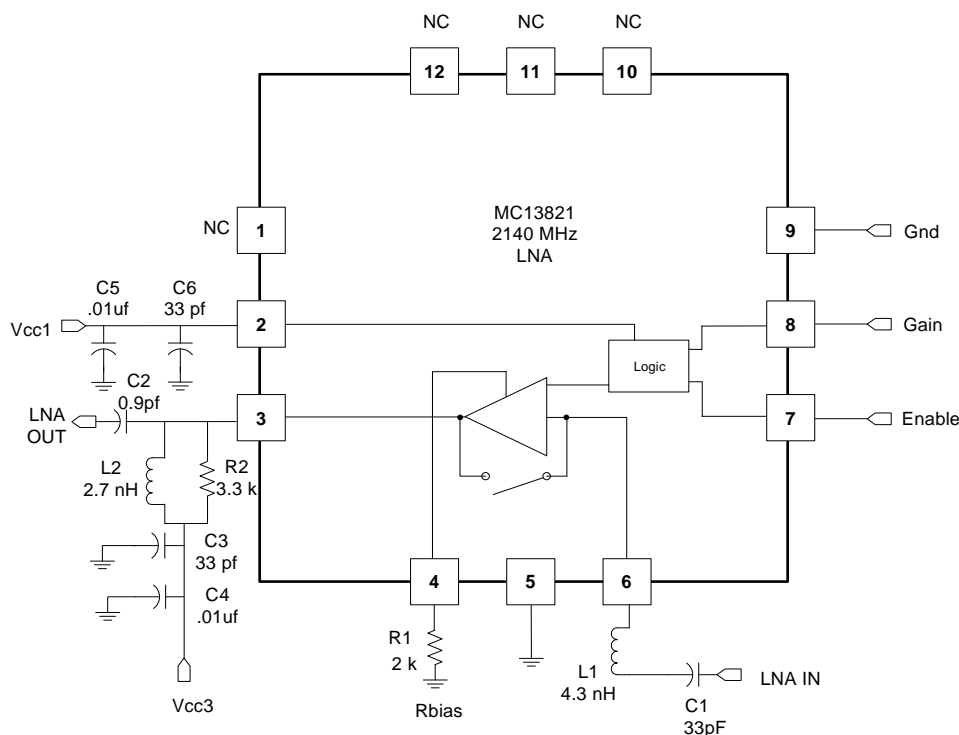 NC
NC
NC
12
11
10
MC13821
2140 MHz
LNA
NC
1
9
Gnd
C5
.01uf
C6
33 pf
Vcc1
2
8
Gain
Logic
C2
0.9pf
LNA
OUT
3
7
Enable
L2
2.7 nH
R2
3.3 k
C3
33 pf
C4
.01uf
Vcc3
4
5
6
R1
2 k
Rbias
L1
4.3 nH
C1
33pF
LNA IN